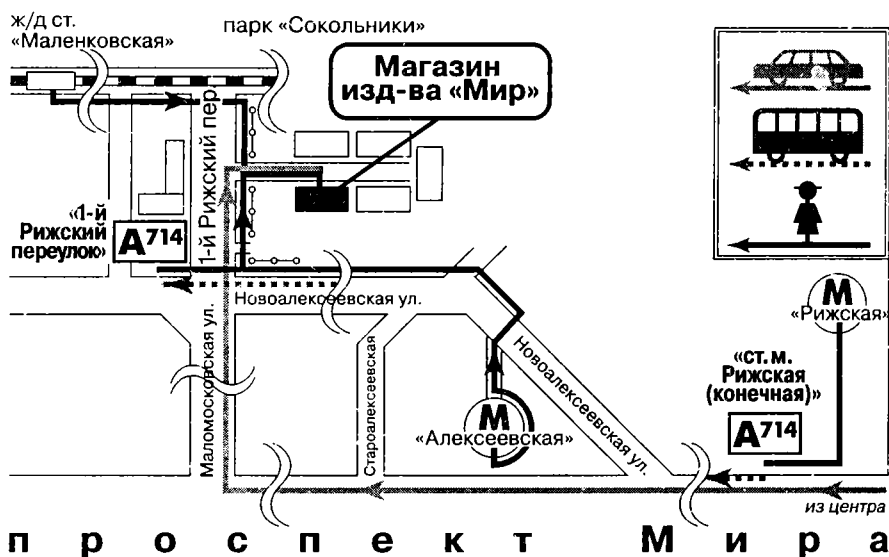 ж/д ст.
«Маленковская»
парк «Сокольники»
Магазин
изд-ва «Мир»
1-й Рижский пер.
«1-й
Рижский
переулок»
А714
Новоалексеевская ул.
Маломосковская ул.
Староалексеевская
М
«Алексеевская»
Новоалексеевская ул.
М
«Рижская»
«ст. м.
Рижская
(конечная)»
А714
из центра
проспект Мира